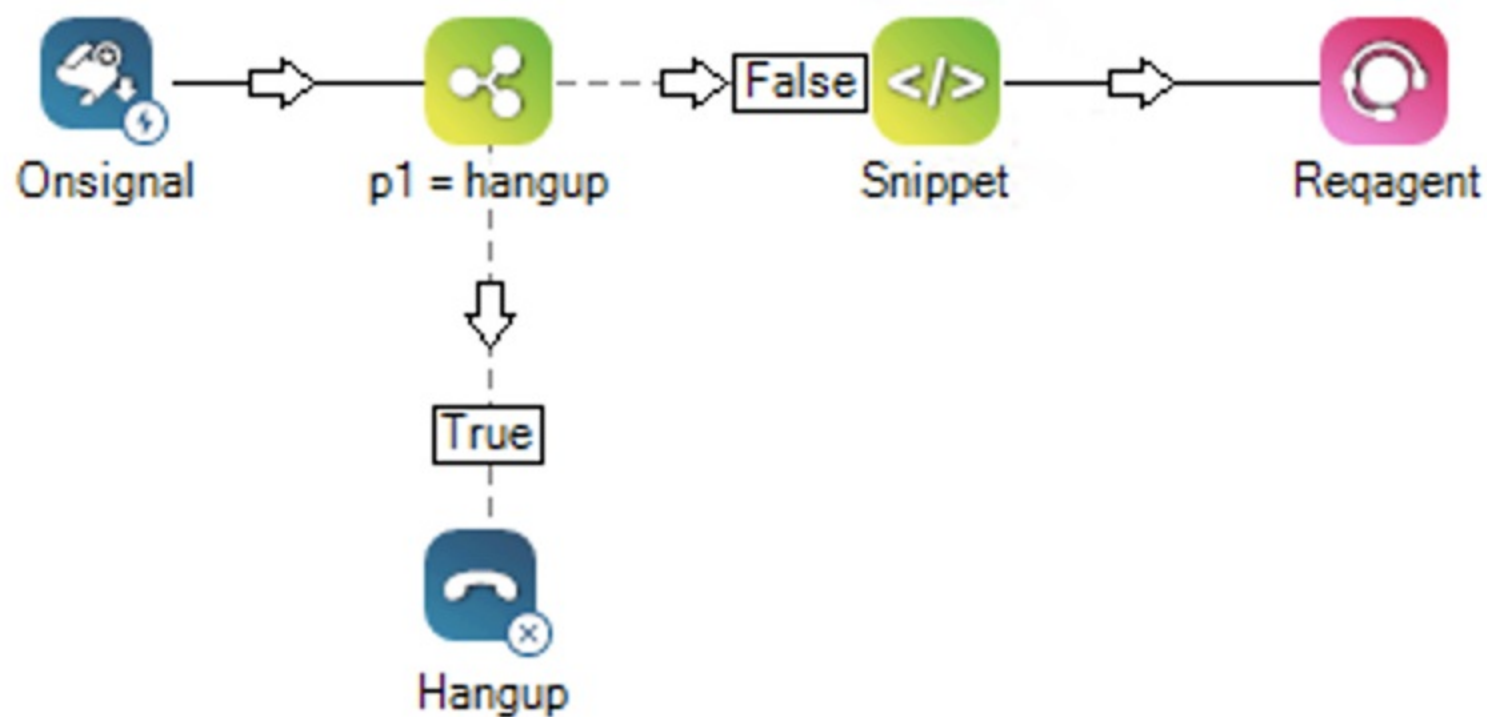 False
Onsignal
p1 = hangup
Snippet
Reqagent
True
Hangup